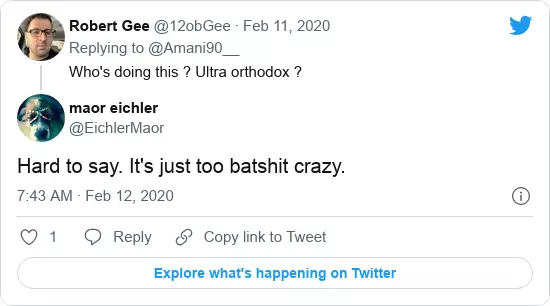 Robert Gee @12obGee · Feb 11, 2020
Replying to @Amani90__
Who's doing this ? Ultra orthodox ?
maor eichler
@EichlerMaor
Hard to say. It's just too batshit crazy.
7:43 AM · Feb 12, 2020
1 Reply Copy link to Tweet
Explore what's happening on Twitter